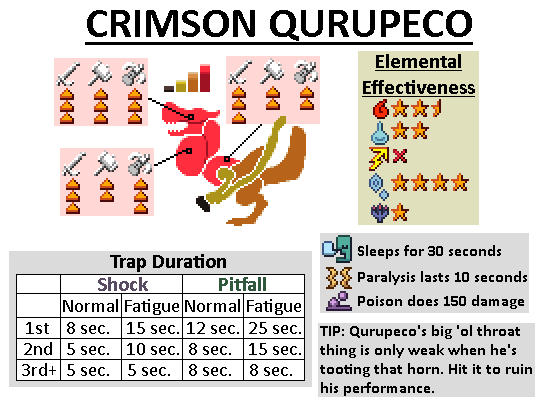 CRIMSON QURUPECO
Elemental
Effectiveness
Sleeps for 30 seconds
Paralysis lasts 10 seconds
Poison does 150 damage
Trap Duration
Shock Pitfall
Normal Fatigue Normal Fatigue
1st 8 sec. 15 sec. 12 sec. 25 sec.
2nd 5 sec. 10 sec. 8 sec. 15 sec.
3rd+ 5 sec. 5 sec. 8 sec. 8 sec.
TIP: Qurupeco's big 'ol throat
thing is only weak when he's
tooting that horn. Hit it to ruin
his performance.